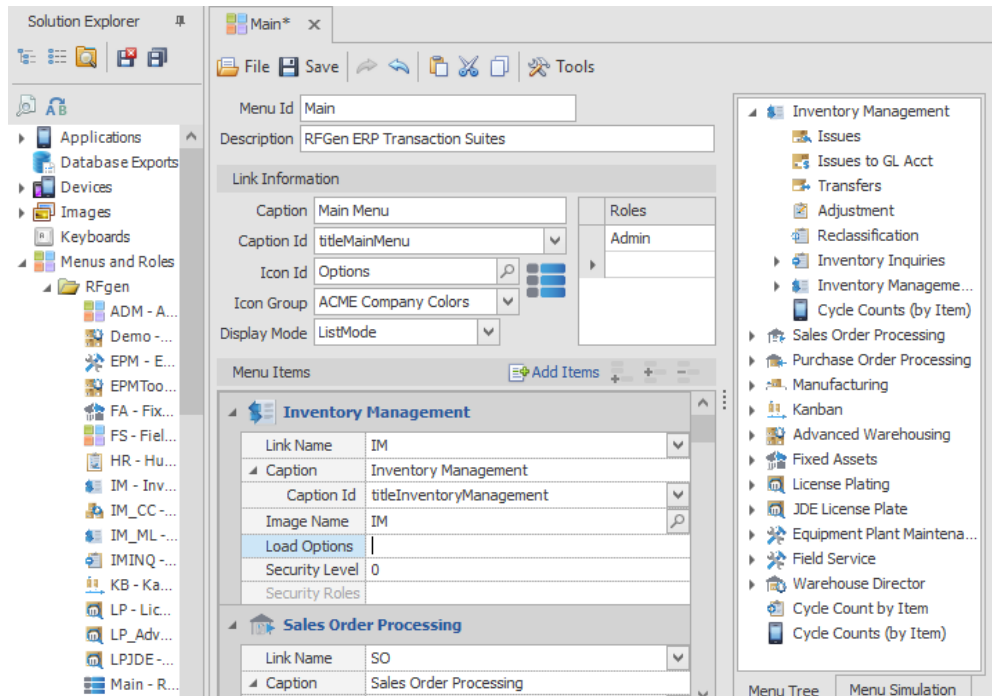 Solution Explorer
Main*
File Save Tools
Applications
Database Exports
Devices
Images
Keyboards
Menus and Roles
RFgen
ADM - A...
Demo -...
EPM - E...
EPMToo...
FA - Fix...
FS - Fiel...
HR - Hu...
IM - Inv...
IM_CC -...
IM_ML -...
IMINQ -...
KB - Ka...
LP - Lic...
LP_Adv...
LPJDE -...
Main - R...
Menu Id Main
Description RFGen ERP Transaction Suites
Link Information
Caption Main Menu
Caption Id titleMainMenu
Icon Id Options
Icon Group ACME Company Colors
Display Mode ListMode
Roles
Admin
Menu Items Add Items
Inventory Management
Link Name IM
Caption Inventory Management
Caption Id titleInventoryManagement
Image Name IM
Load Options
Security Level 0
Security Roles
Sales Order Processing
Link Name SO
Caption Sales Order Processing
Inventory Management
Issues
Issues to GL Acct
Transfers
Adjustment
Reclassification
Inventory Inquiries
Inventory Manageme...
Cycle Counts (by Item)
Sales Order Processing
Purchase Order Processing
Manufacturing
Kanban
Advanced Warehousing
Fixed Assets
License Plating
JDE License Plate
Equipment Plant Maintena...
Field Service
Warehouse Director
Cycle Count by Item
Cycle Counts (by Item)
Menu Tree Menu Simulation